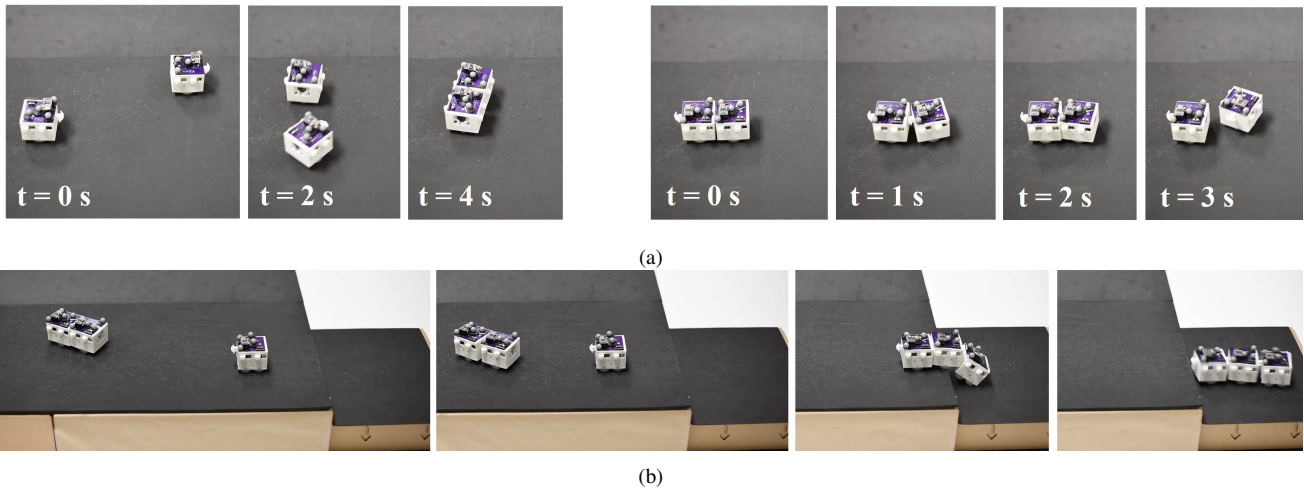 t = 0 s
t = 2 s
t = 4 s
t = 0 s
t = 1 s
t = 2 s
t = 3 s
(a)
(b)